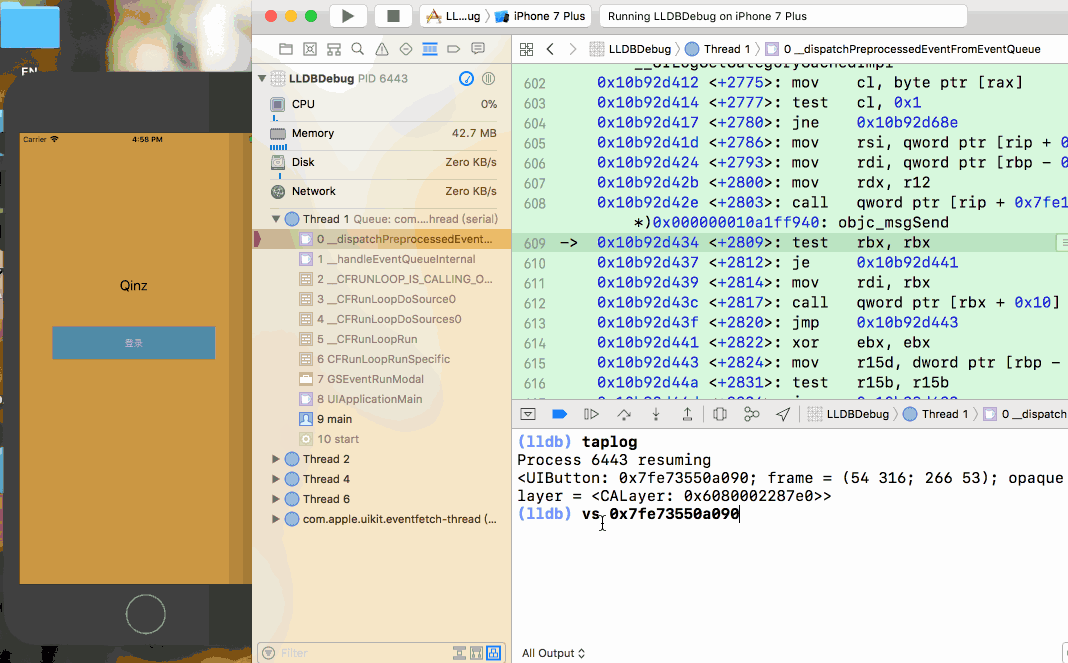 LL...ug
iPhone 7 Plus
Running LLDBDebug on iPhone 7 Plus
LLDBDebug
Thread 1
0 __dispatchPreprocessedEventFromEventQueue
EN
Carrier
4:58 PM
Qinz
登录
LLDBDebug PID 6443
CPU 0%
Memory 42.7 MB
Disk Zero KB/s
Network Zero KB/s
Thread 1 Queue: com....hread (serial)
0 __dispatchPreprocessedEvent...
1 __handleEventQueueInternal
2 __CFRUNLOOP_IS_CALLING_O...
3 __CFRunLoopDoSource0
4 __CFRunLoopDoSources0
5 __CFRunLoopRun
6 CFRunLoopRunSpecific
7 GSEventRunModal
8 UIApplicationMain
9 main
10 start
Thread 2
Thread 4
Thread 6
com.apple.uikit.eventfetch-thread (...
Filter
602 0x10b92d412 <+2775>: mov cl, byte ptr [rax]
603 0x10b92d414 <+2777>: test cl, 0x1
604 0x10b92d417 <+2780>: jne 0x10b92d68e
605 0x10b92d41d <+2786>: mov rsi, qword ptr [rip + 0
606 0x10b92d424 <+2793>: mov rdi, qword ptr [rbp - 0
607 0x10b92d42b <+2800>: mov rdx, r12
608 0x10b92d42e <+2803>: call qword ptr [rip + 0x7fe1
*)0x000000010a1ff940: objc_msgSend
609 -> 0x10b92d434 <+2809>: test rbx, rbx
610 0x10b92d437 <+2812>: je 0x10b92d441
611 0x10b92d439 <+2814>: mov rdi, rbx
612 0x10b92d43c <+2817>: call qword ptr [rbx + 0x10]
613 0x10b92d43f <+2820>: jmp 0x10b92d443
614 0x10b92d441 <+2822>: xor ebx, ebx
615 0x10b92d443 <+2824>: mov r15d, dword ptr [rbp -
616 0x10b92d44a <+2831>: test r15b, r15b
LLDBDebug
Thread 1
0 __dispatch
(lldb) taplog
Process 6443 resuming
<UIButton: 0x7fe73550a090; frame = (54 316; 266 53); opaque
layer = <CALayer: 0x6080002287e0>>
(lldb) vs 0x7fe73550a090
All Output